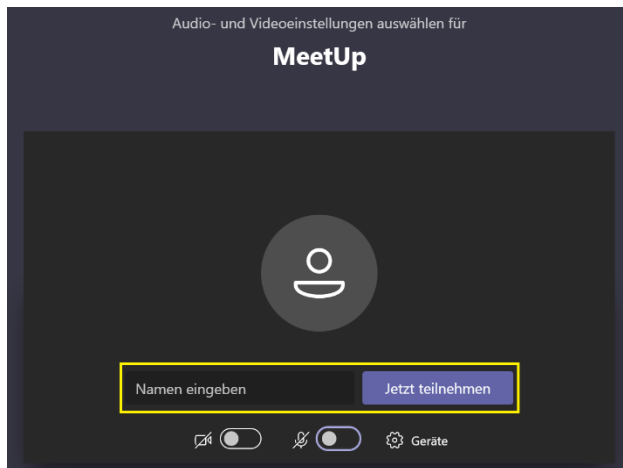 Audio- und Videoeinstellungen auswählen für
MeetUp
Namen eingeben
Jetzt teilnehmen
Geräte